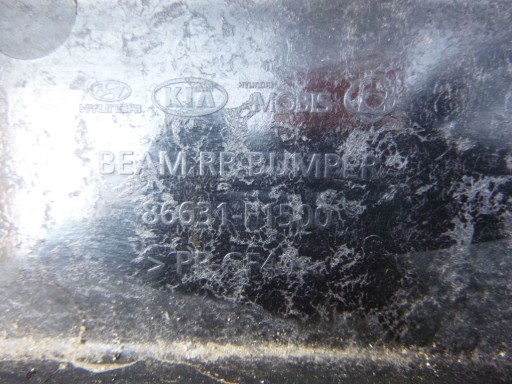 HYUNDAI KIA HYUNDAI MOBIS
BEAM-RR BUMPER
86631-F1500